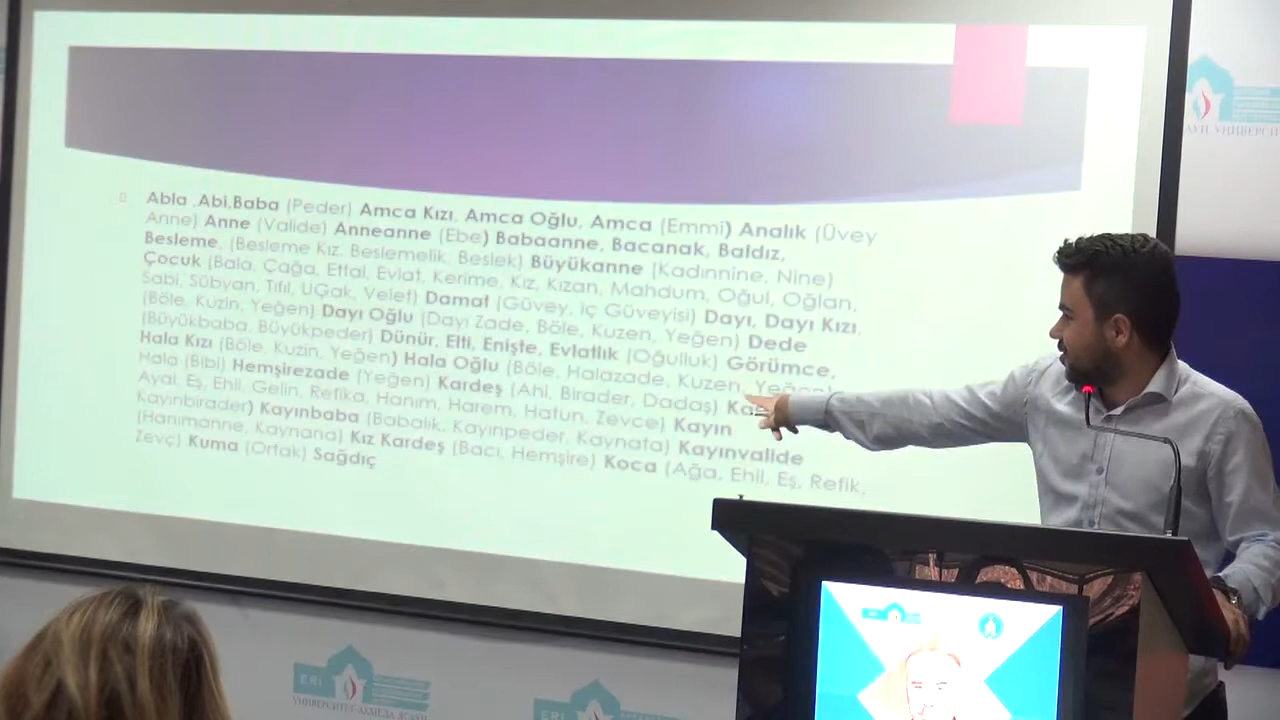 Abla ,Abi,Baba (Peder) Amca Kızı, Amca Oğlu, Amca (Emmi) Analık (Üvey
Anne) Anne (Valide) Anneanne (Ebe) Babaanne, Bacanak, Baldız,
Besleme, (Besleme Kız, Beslemelik, Beslek) Büyükanne (Kadınnine, Nine)
Çocuk (Bala, Çağa, Etfal, Evlat, Kerime, Kız, Kızan, Mahdum, Oğul, Oğlan,
Sabi, Sübyan, Tıfıl, UÇak, Velet) Damat (Güvey, iç Güveyisi) Dayı, Dayı Kızı,
(Böle, Kuzin, Yeğen) Dayı Oğlu (Dayı Zade, Böle, Kuzen, Yeğen) Dede
(Büyükbaba, Büyükpeder) Dünür, Elti, Enişte, Evlatlık (Oğulluk) Görümce,
Hala Kızı (Böle, Kuzin, Yeğen) Hala Oğlu (Böle, Halazade, Kuzen, Yeğen)
Hala (Bibi) Hemşirezade (Yeğen) Kardeş (Ahi, Birader, Dadaş)
Ayal, Eş, Ehil, Gelin, Refika, Hanım, Harem, Hatun, Zevce) Kayın
Kayınbirader) Kayınbaba (Babalık, Kayınpeder, Kaynata) Kayınvalide
(Hanımanne, Kaynana) Kız Kardeş (Bacı, Hemşire) Koca (Ağa, Ehil, Eş, Refik,
Zevç) Kuma (Ortak) Sağdıç
ERI
ERI